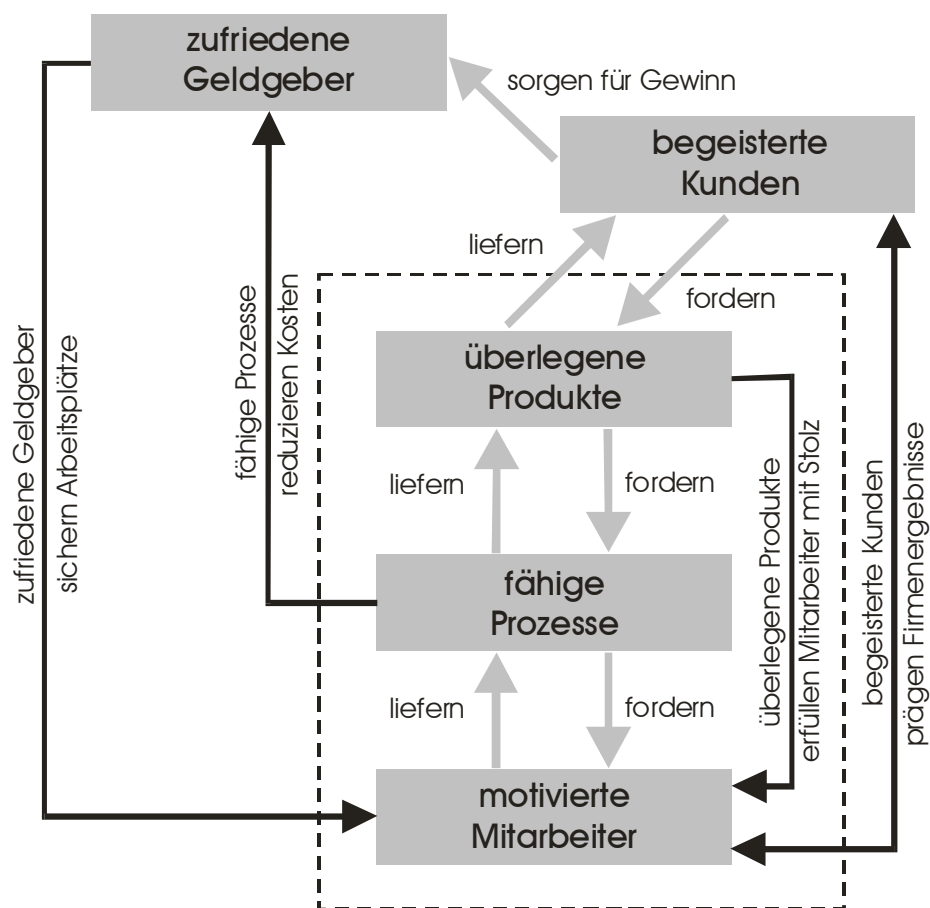 zufriedene
Geldgeber
sorgen für Gewinn
begeisterte
Kunden
liefern
fordern
überlegene
Produkte
liefern
fordern
fähige
Prozesse
liefern
fordern
motivierte
Mitarbeiter
zufriedene Geldgeber
sichern Arbeitsplätze
fähige Prozesse
reduzieren Kosten
überlegene Produkte
erfüllen Mitarbeiter mit Stolz
begeisterte Kunden
prägen Firmenergebnisse